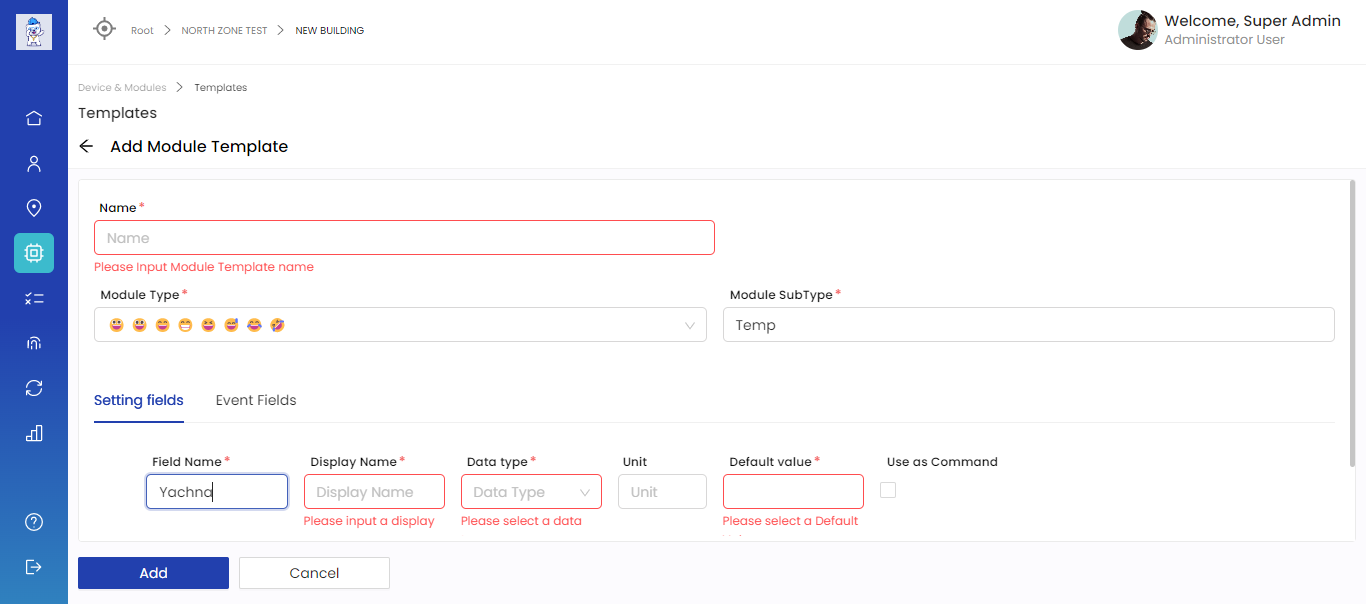 Root > NORTH ZONE TEST > NEW BUILDING
Welcome, Super Admin
Administrator User
Device & Modules > Templates
Templates
← Add Module Template
Name*
Name
Please Input Module Template name
Module Type* Module SubType*
😀 😃 😄 😁 😆 😅 😂 🤣 Temp
Setting fields Event Fields
Field Name* Display Name* Data type* Unit Default value* Use as Command
Yachna Display Name Data Type Unit
Please input a display Please select a data Please select a Default
Add Cancel